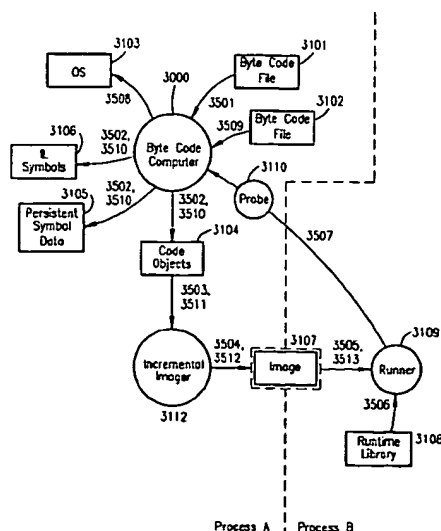 3103
OS
3000
3101
Byte Code
File
3508
3501
3102
3106
3509
Byte Code
File
IL
Symbols
3502,
3510
Byte Code
Computer
3110
Probe
3105
3502,
3510
Persistent
Symbol
Data
3502,
3510
3104
3507
Code
Objects
3503,
3511
3109
3107
3504,
3512
Image
3505,
3513
Runner
Incremental
Imager
3506
3112
Runtime
Library
3108
Process A
Process B